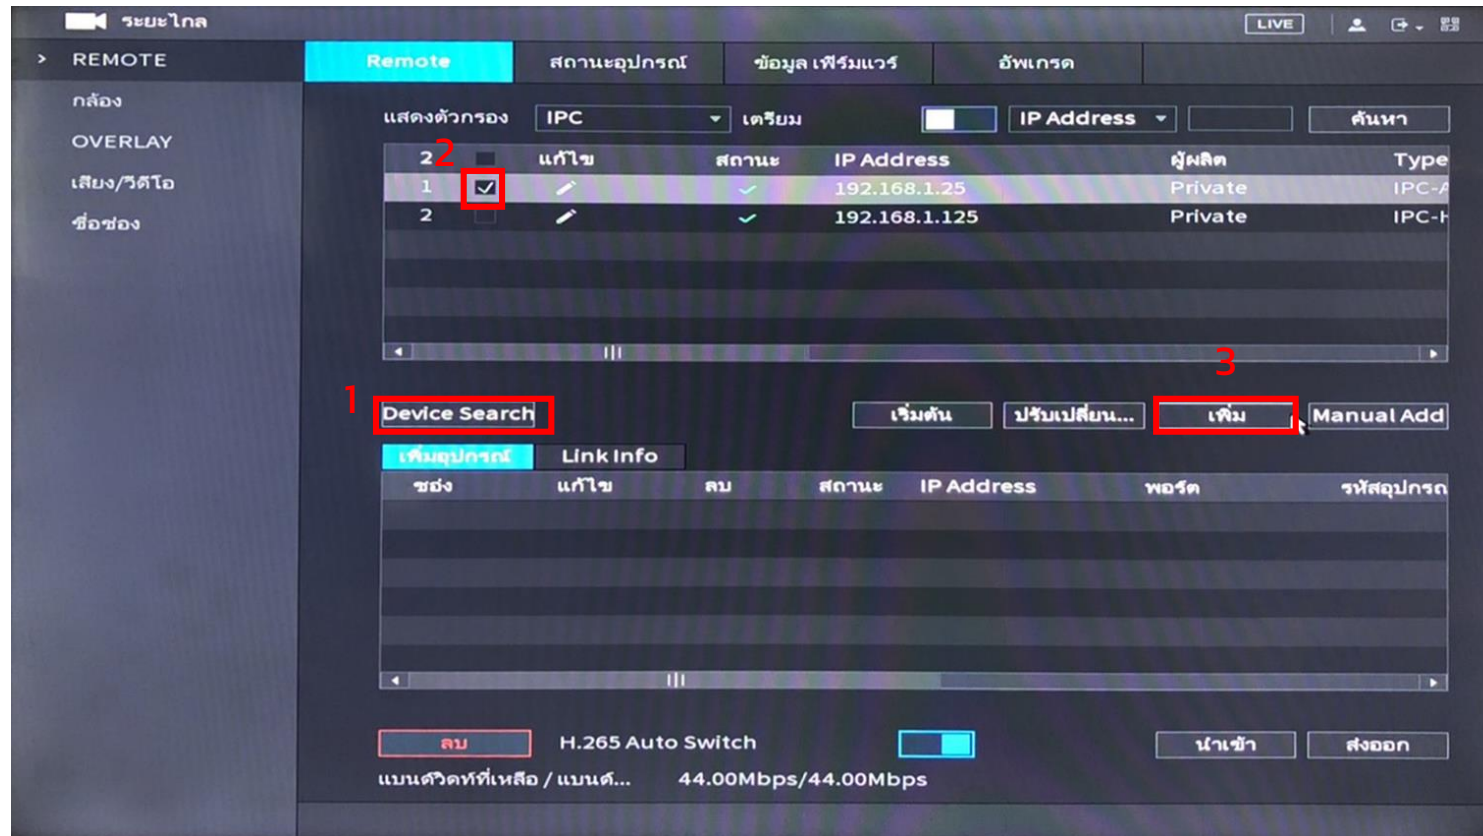 ระยะไกล LIVE
> REMOTE Remote สถานะอุปกรณ์ ข้อมูล เฟิร์มแวร์ อัพเกรด
กล้อง
OVERLAY
เสียง/วีดีโอ
ชื่อช่อง
แสดงตัวกรอง IPC เตรียม IP Address ค้นหา
2 2 แก้ไข สถานะ IP Address ผู้ผลิต Type
1 192.168.1.25 Private IPC-A
2 192.168.1.125 Private IPC-H
1 3
Device Search เริ่มต้น ปรับเปลี่ยน... เพิ่ม Manual Add
เพิ่มอุปกรณ์ Link Info
ช่อง แก้ไข ลบ สถานะ IP Address พอร์ต รหัสอุปกรณ
ลบ H.265 Auto Switch นำเข้า ส่งออก
แบนด์วิดท์ที่เหลือ / แบนด์... 44.00Mbps/44.00Mbps